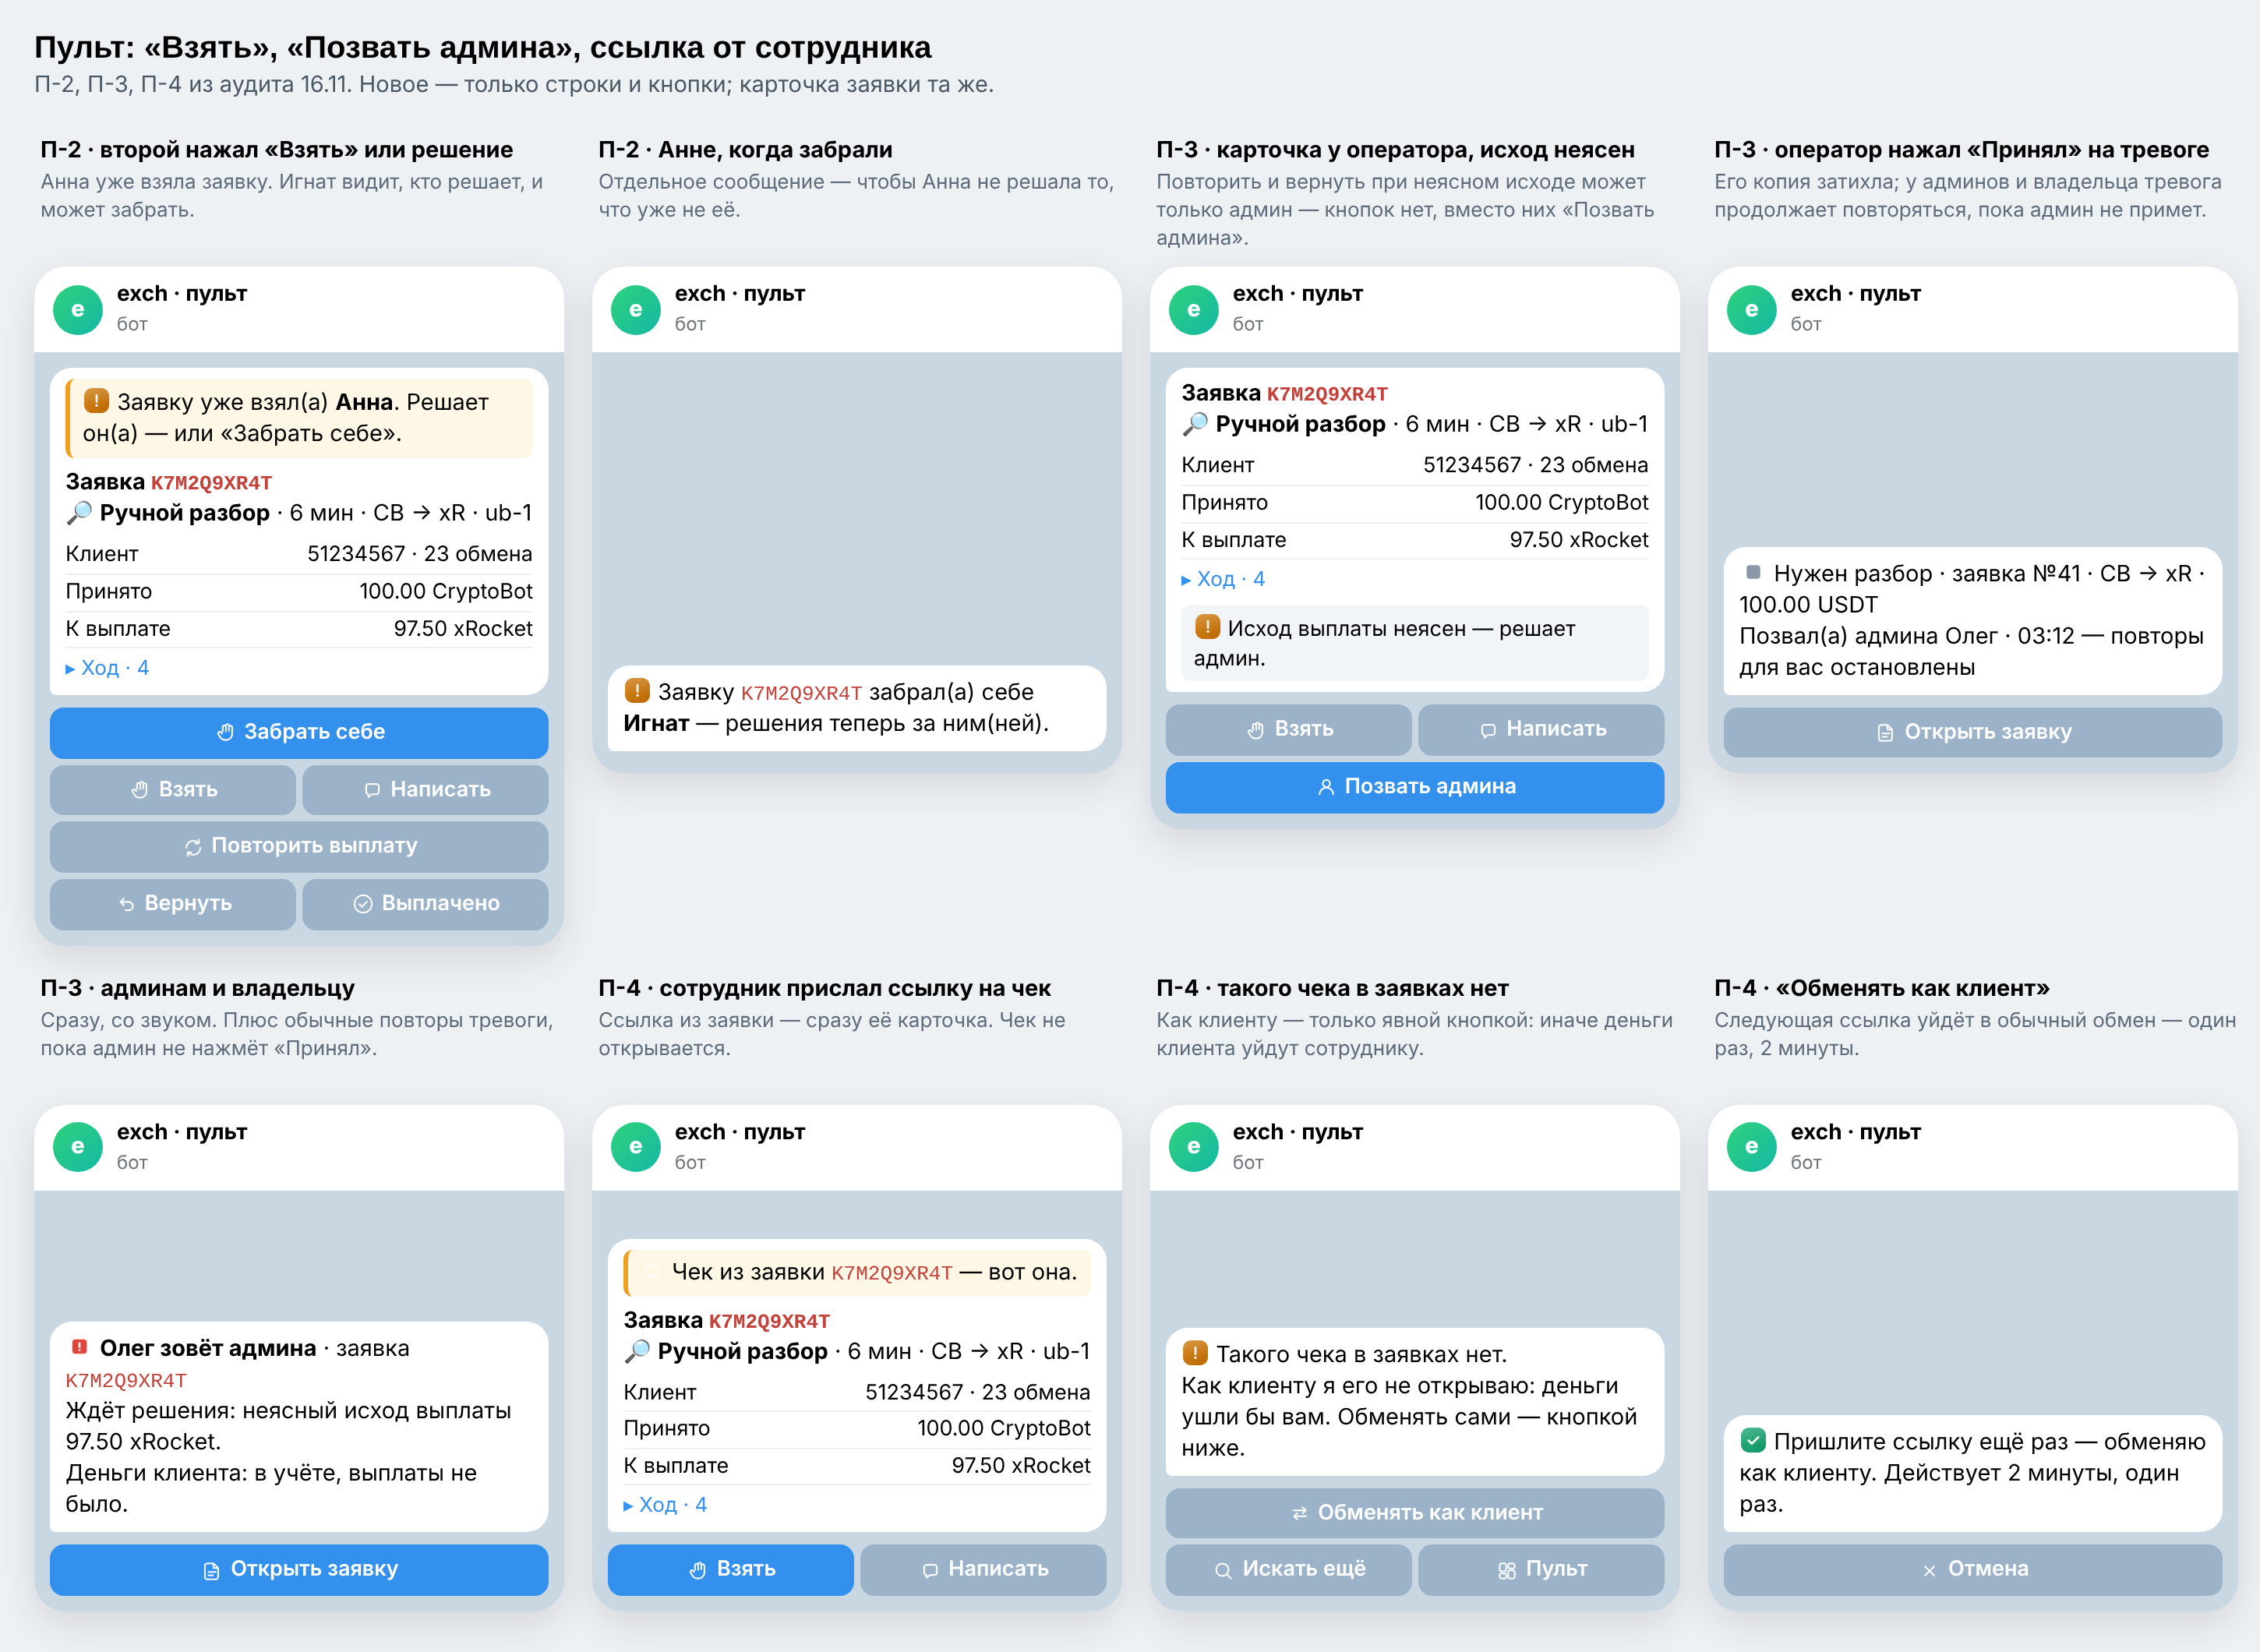 Пульт: «Взять», «Позвать админа», ссылка от сотрудника
П-2, П-3, П-4 из аудита 16.11. Новое — только строки и кнопки; карточка заявки та же.
П-2 · второй нажал «Взять» или решение
Анна уже взяла заявку. Игнат видит, кто решает, и
может забрать.
e
exch · пульт
бот
Заявку уже взял(а) Анна. Решает
он(а) — или «Забрать себе».
Заявка K7M2Q9XR4T
Ручной разбор · 6 мин · CB → xR · ub-1
Клиент 51234567 · 23 обмена
Принято 100.00 CryptoBot
К выплате 97.50 xRocket
▸ Ход · 4
Забрать себе
Взять
Написать
Повторить выплату
Вернуть
Выплачено
П-2 · Анне, когда забрали
Отдельное сообщение — чтобы Анна не решала то,
что уже не её.
e
exch · пульт
бот
Заявку K7M2Q9XR4T забрал(а) себе
Игнат — решения теперь за ним(ней).
П-3 · карточка у оператора, исход неясен
Повторить и вернуть при неясном исходе может
только админ — кнопок нет, вместо них «Позвать
админа».
e
exch · пульт
бот
Заявка K7M2Q9XR4T
Ручной разбор · 6 мин · CB → xR · ub-1
Клиент 51234567 · 23 обмена
Принято 100.00 CryptoBot
К выплате 97.50 xRocket
▸ Ход · 4
Исход выплаты неясен — решает
админ.
Взять
Написать
Позвать админа
П-3 · оператор нажал «Принял» на тревоге
Его копия затихла; у админов и владельца тревога
продолжает повторяться, пока админ не примет.
e
exch · пульт
бот
Нужен разбор · заявка №41 · CB → xR ·
100.00 USDT
Позвал(а) админа Олег · 03:12 — повторы
для вас остановлены
Открыть заявку
П-3 · админам и владельцу
Сразу, со звуком. Плюс обычные повторы тревоги,
пока админ не нажмёт «Принял».
e
exch · пульт
бот
Олег зовёт админа · заявка
K7M2Q9XR4T
Ждёт решения: неясный исход выплаты
97.50 xRocket.
Деньги клиента: в учёте, выплаты не
было.
Открыть заявку
П-4 · сотрудник прислал ссылку на чек
Ссылка из заявки — сразу её карточка. Чек не
открывается.
e
exch · пульт
бот
Чек из заявки K7M2Q9XR4T — вот она.
Заявка K7M2Q9XR4T
Ручной разбор · 6 мин · CB → xR · ub-1
Клиент 51234567 · 23 обмена
Принято 100.00 CryptoBot
К выплате 97.50 xRocket
▸ Ход · 4
Взять
Написать
П-4 · такого чека в заявках нет
Как клиенту — только явной кнопкой: иначе деньги
клиента уйдут сотруднику.
e
exch · пульт
бот
Такого чека в заявках нет.
Как клиенту я его не открываю: деньги
ушли бы вам. Обменять сами — кнопкой
ниже.
Обменять как клиент
Искать ещё
Пульт
П-4 · «Обменять как клиент»
Следующая ссылка уйдёт в обычный обмен — один
раз, 2 минуты.
e
exch · пульт
бот
Пришлите ссылку ещё раз — обменяю
как клиенту. Действует 2 минуты, один
раз.
Отмена